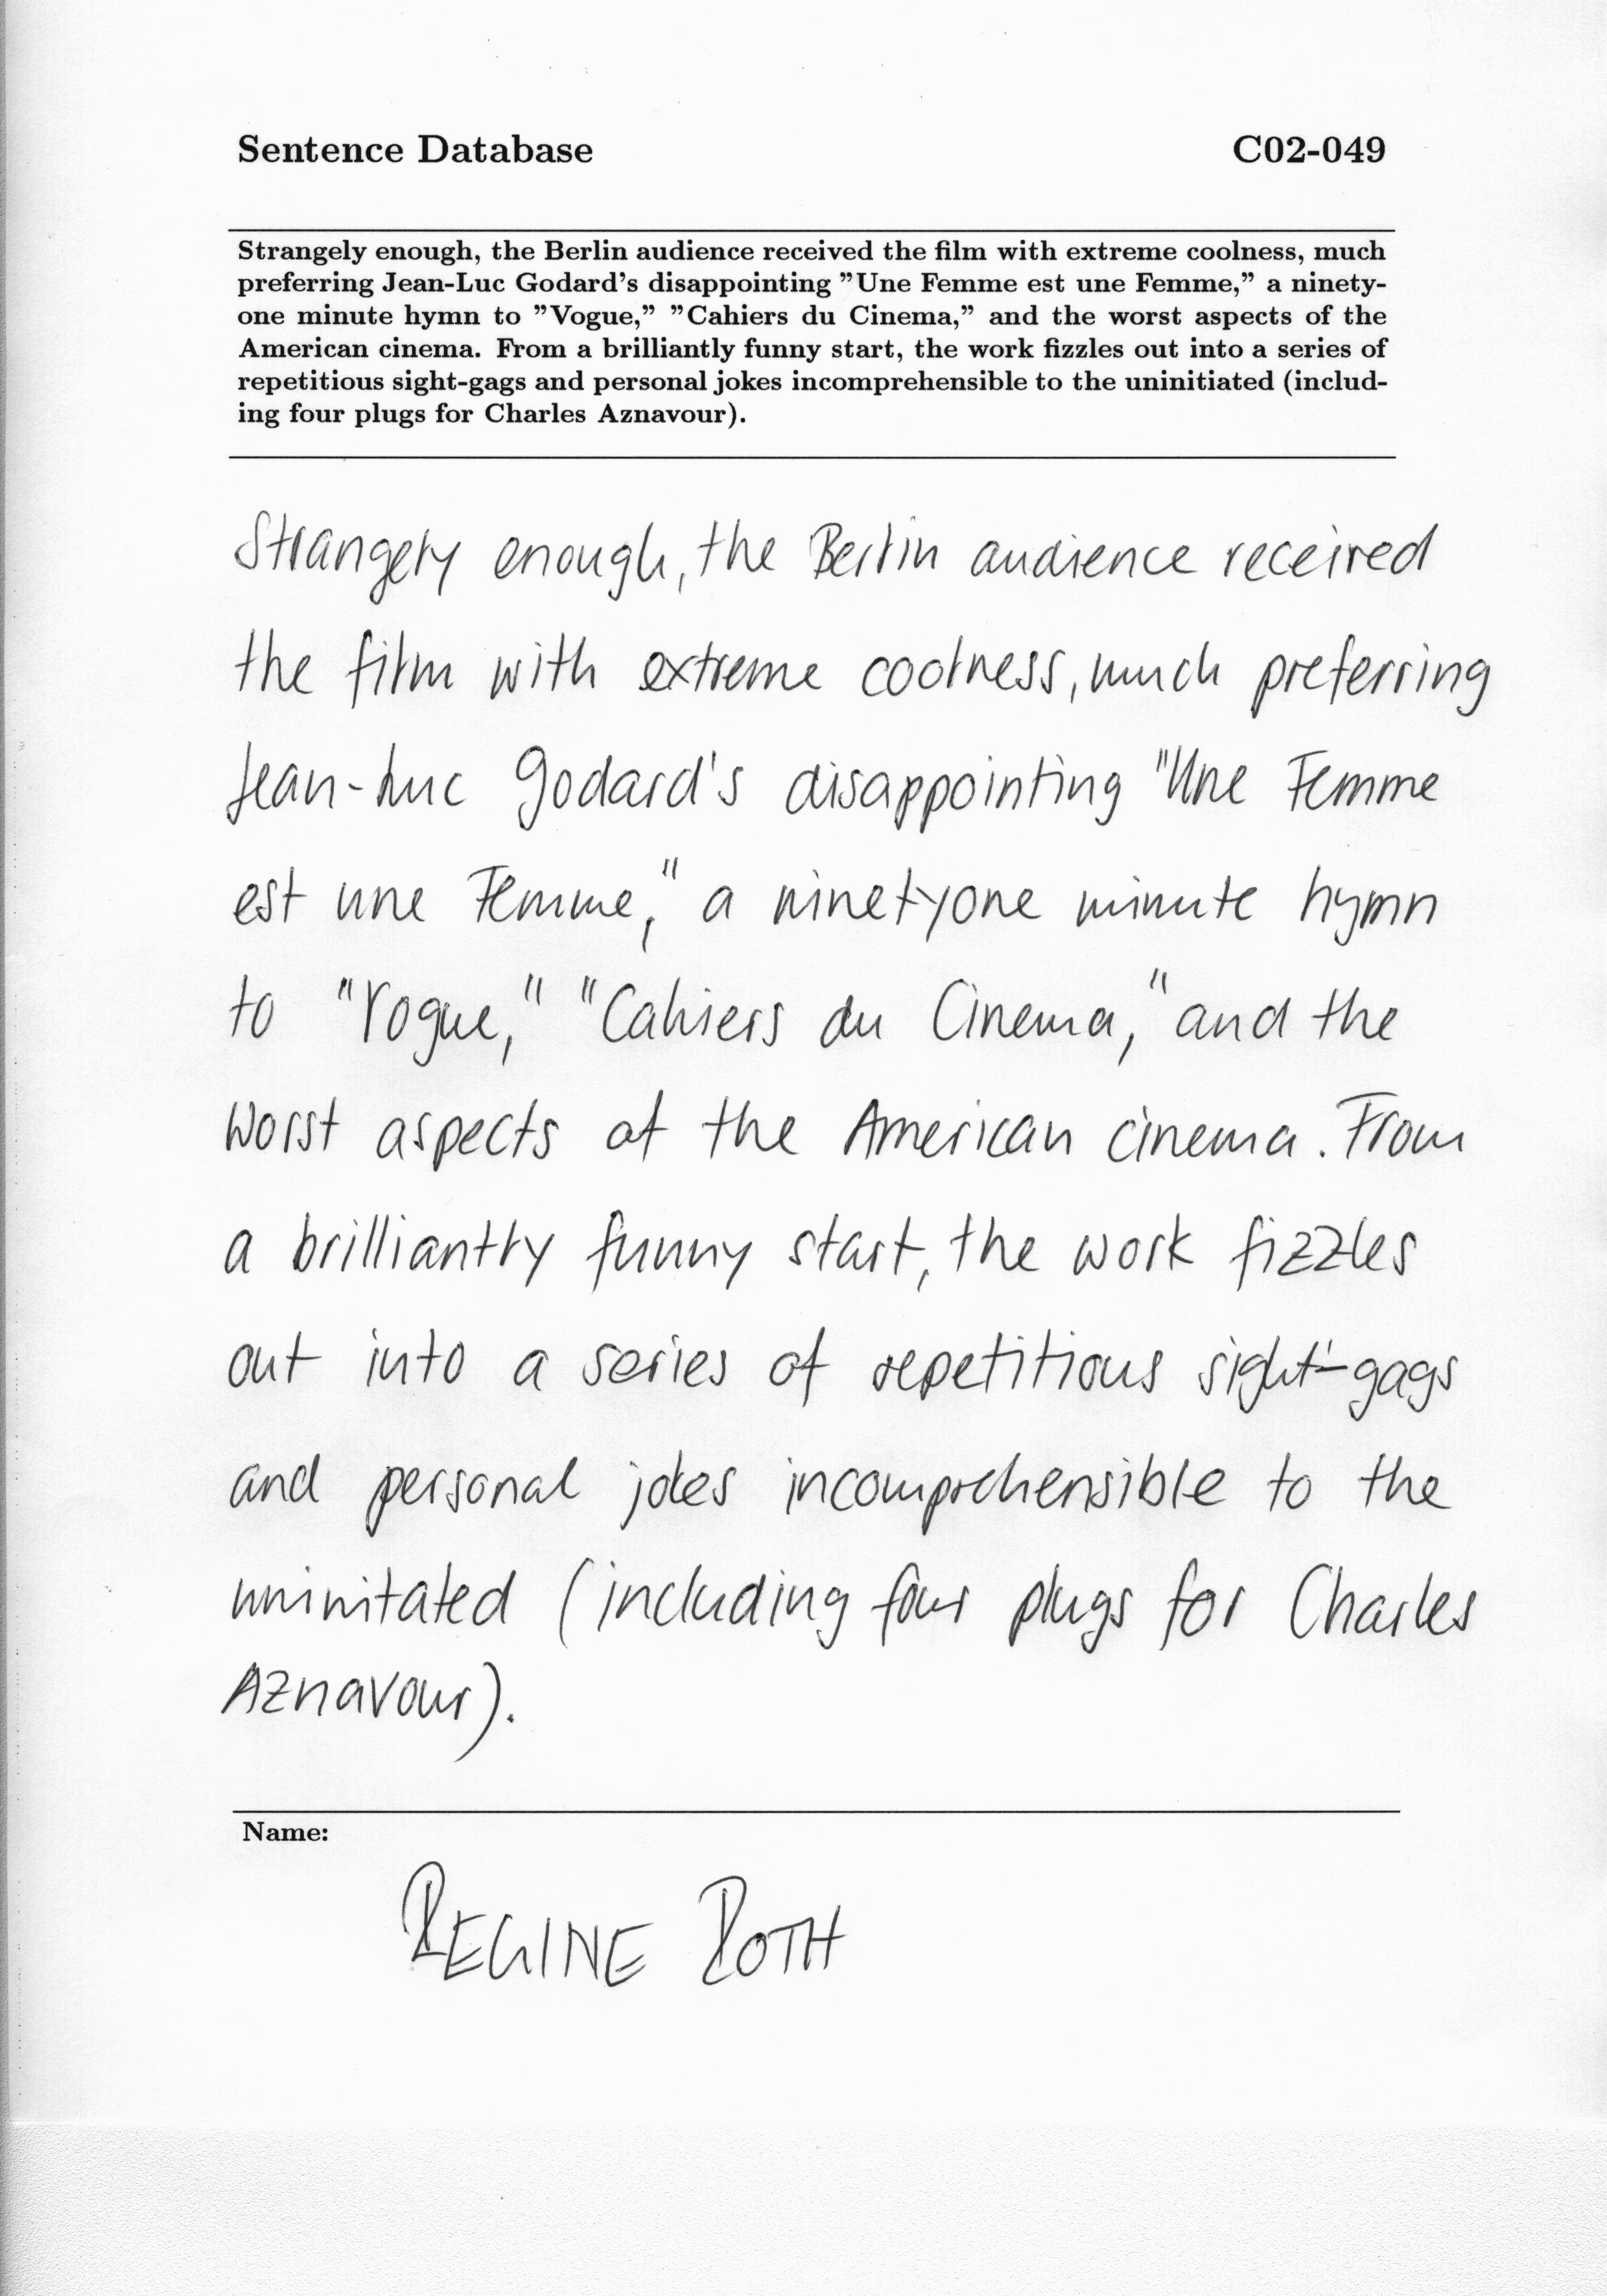 Sentence Database C02-049
Strangely enough, the Berlin audience received the film with extreme coolness, much
preferring Jean-Luc Godard's disappointing "Une Femme est une Femme," a ninety-
one minute hymn to "Vogue," "Cahiers du Cinema," and the worst aspects of the
American cinema. From a brilliantly funny start, the work fizzles out into a series of
repetitious sight-gags and personal jokes incomprehensible to the uninitiated (includ-
ing four plugs for Charles Aznavour).
Strangely enough, the Berlin audience received
the film with extreme coolness, much preferring
Jean-Luc Godard's disappointing "Une Femme
est une Femme," a ninetyone minute hymn
to "Vogue," "Cahiers du Cinema," and the
worst aspects of the American cinema. From
a brilliantly funny start, the work fizzles
out into a series of repetitious sight-gags
and personal jokes incomprehensible to the
uninitated (including four plugs for Charles
Aznavour).
Name:
REGINE ROTH